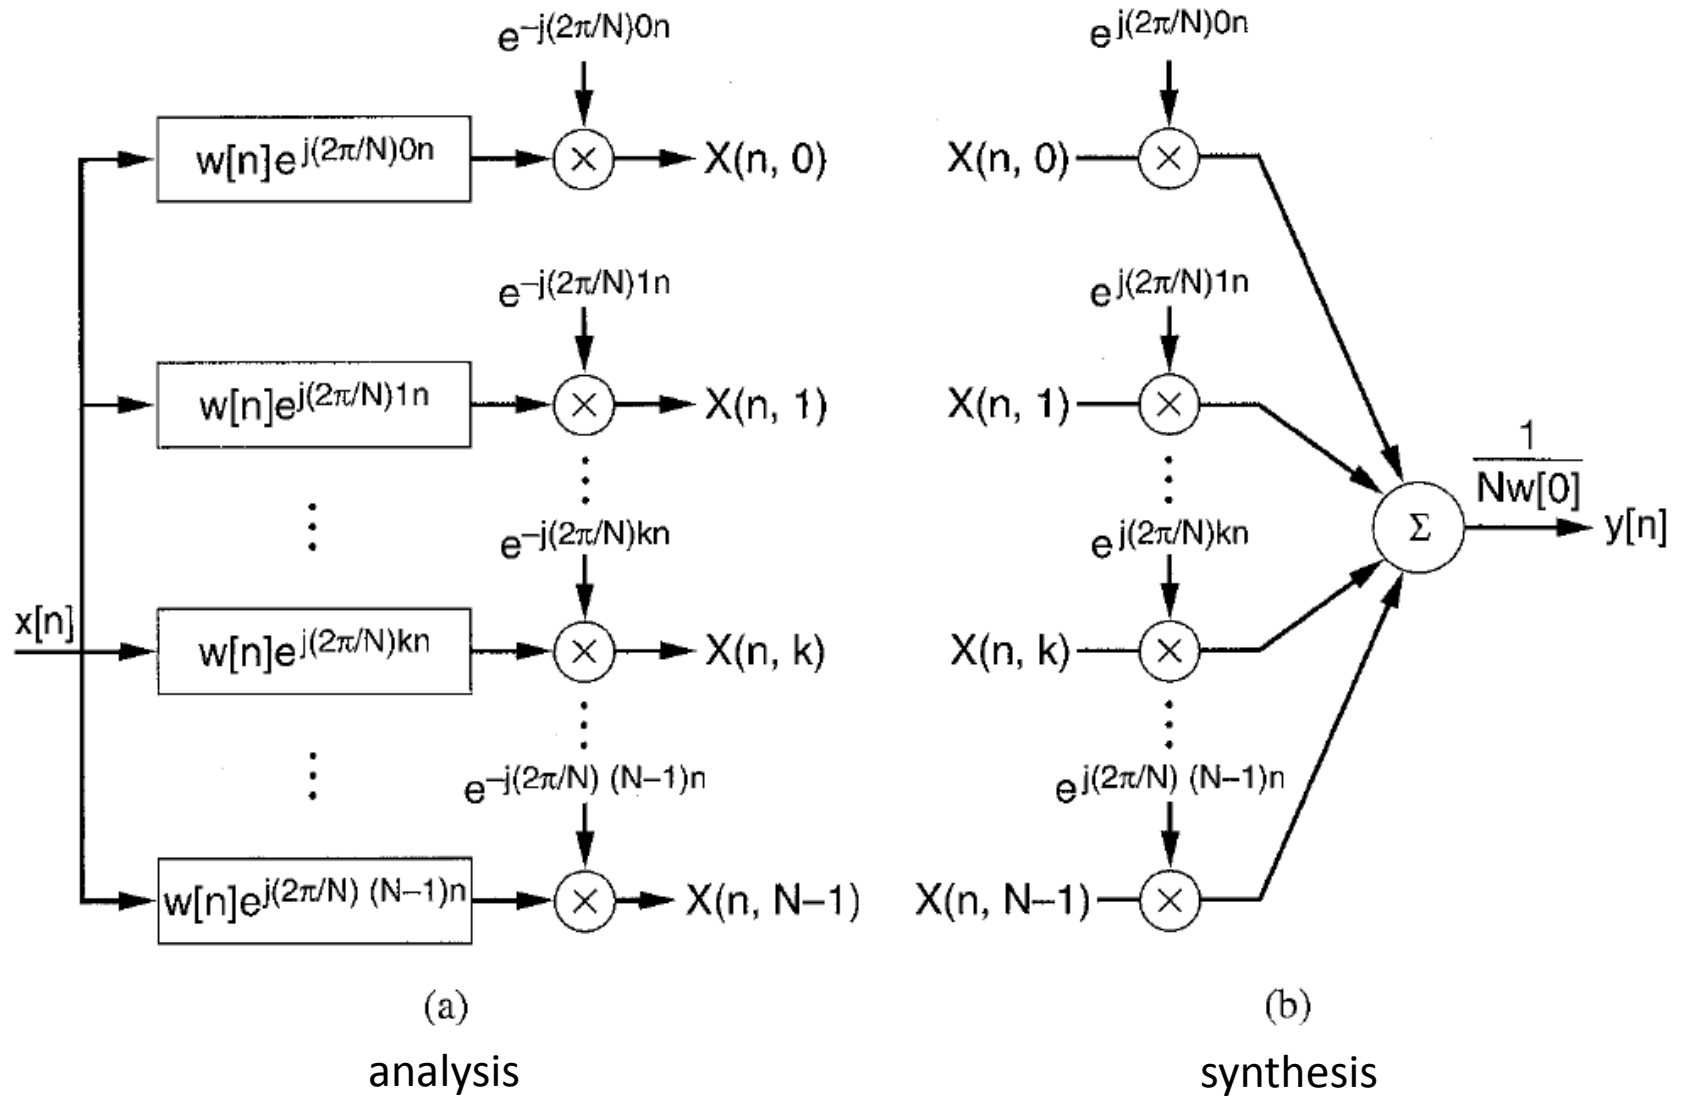 e^{-j(2π/N)0n}
w[n]e^{j(2π/N)0n}
×
X(n, 0)
e^{-j(2π/N)1n}
w[n]e^{j(2π/N)1n}
×
X(n, 1)
e^{-j(2π/N)kn}
x[n]
w[n]e^{j(2π/N)kn}
×
X(n, k)
e^{-j(2π/N) (N-1)n}
w[n]e^{j(2π/N) (N-1)n}
×
X(n, N-1)
(a)
analysis
e^{j(2π/N)0n}
X(n, 0)
×
e^{j(2π/N)1n}
X(n, 1)
×
e^{j(2π/N)kn}
X(n, k)
×
e^{j(2π/N) (N-1)n}
X(n, N-1)
×
Σ
1
Nw[0]
y[n]
(b)
synthesis